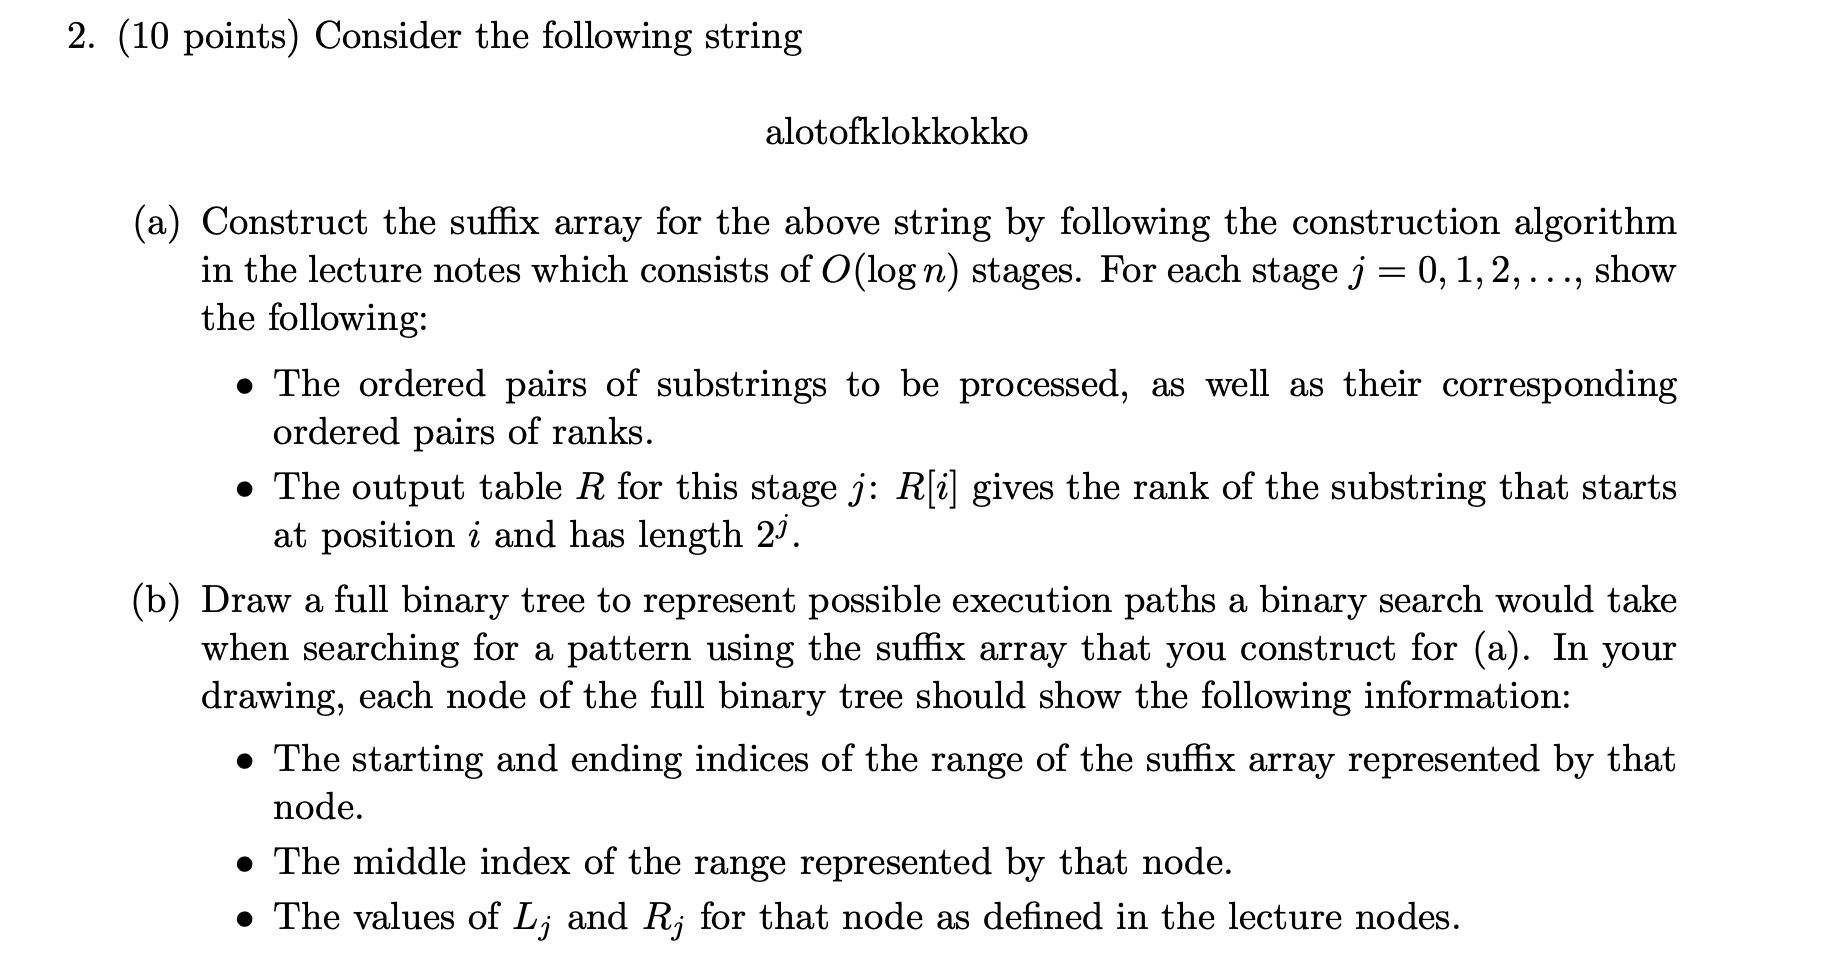 2. (10 points) Consider the following string
alotofklokkokko
(a) Construct the suffix array for the above string by following the construction algorithm
in the lecture notes which consists of O(log n) stages. For each stage j = 0, 1, 2, . . ., show
the following:
• The ordered pairs of substrings to be processed, as well as their corresponding
ordered pairs of ranks.
• The output table R for this stage j: R[i] gives the rank of the substring that starts
at position i and has length 2^j.
(b) Draw a full binary tree to represent possible execution paths a binary search would take
when searching for a pattern using the suffix array that you construct for (a). In your
drawing, each node of the full binary tree should show the following information:
• The starting and ending indices of the range of the suffix array represented by that
node.
• The middle index of the range represented by that node.
• The values of L_j and R_j for that node as defined in the lecture nodes.